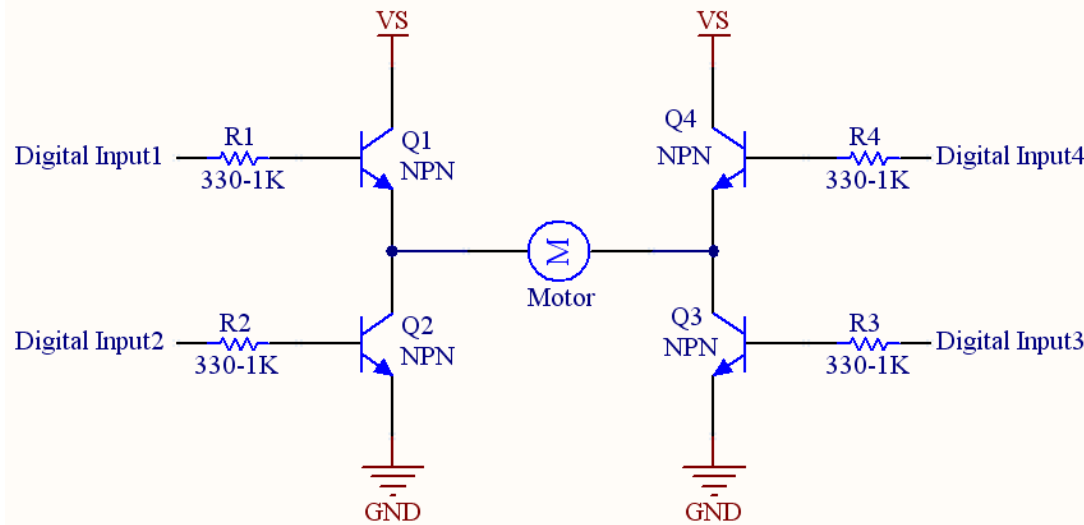 VS
VS
Digital Input1
R1
330-1K
Q1
NPN
Q4
NPN
R4
330-1K
Digital Input4
M
Motor
Digital Input2
R2
330-1K
Q2
NPN
Q3
NPN
R3
330-1K
Digital Input3
GND
GND